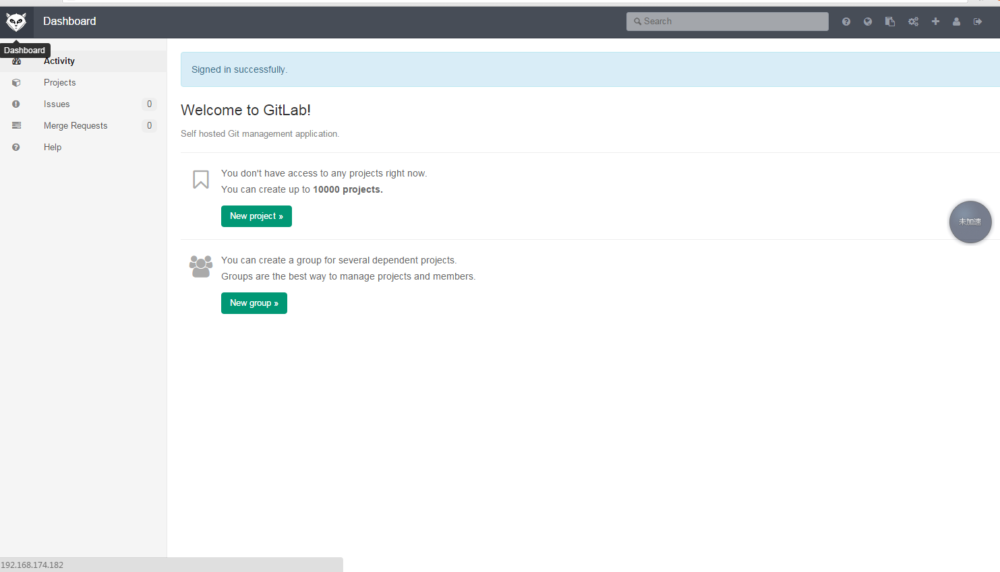 Dashboard
Search
Dashboard
Activity
Projects
Issues 0
Merge Requests 0
Help
Signed in successfully.
Welcome to GitLab!
Self hosted Git management application.
You don't have access to any projects right now.
You can create up to 10000 projects.
New project »
未加速
You can create a group for several dependent projects.
Groups are the best way to manage projects and members.
New group »
192.168.174.182